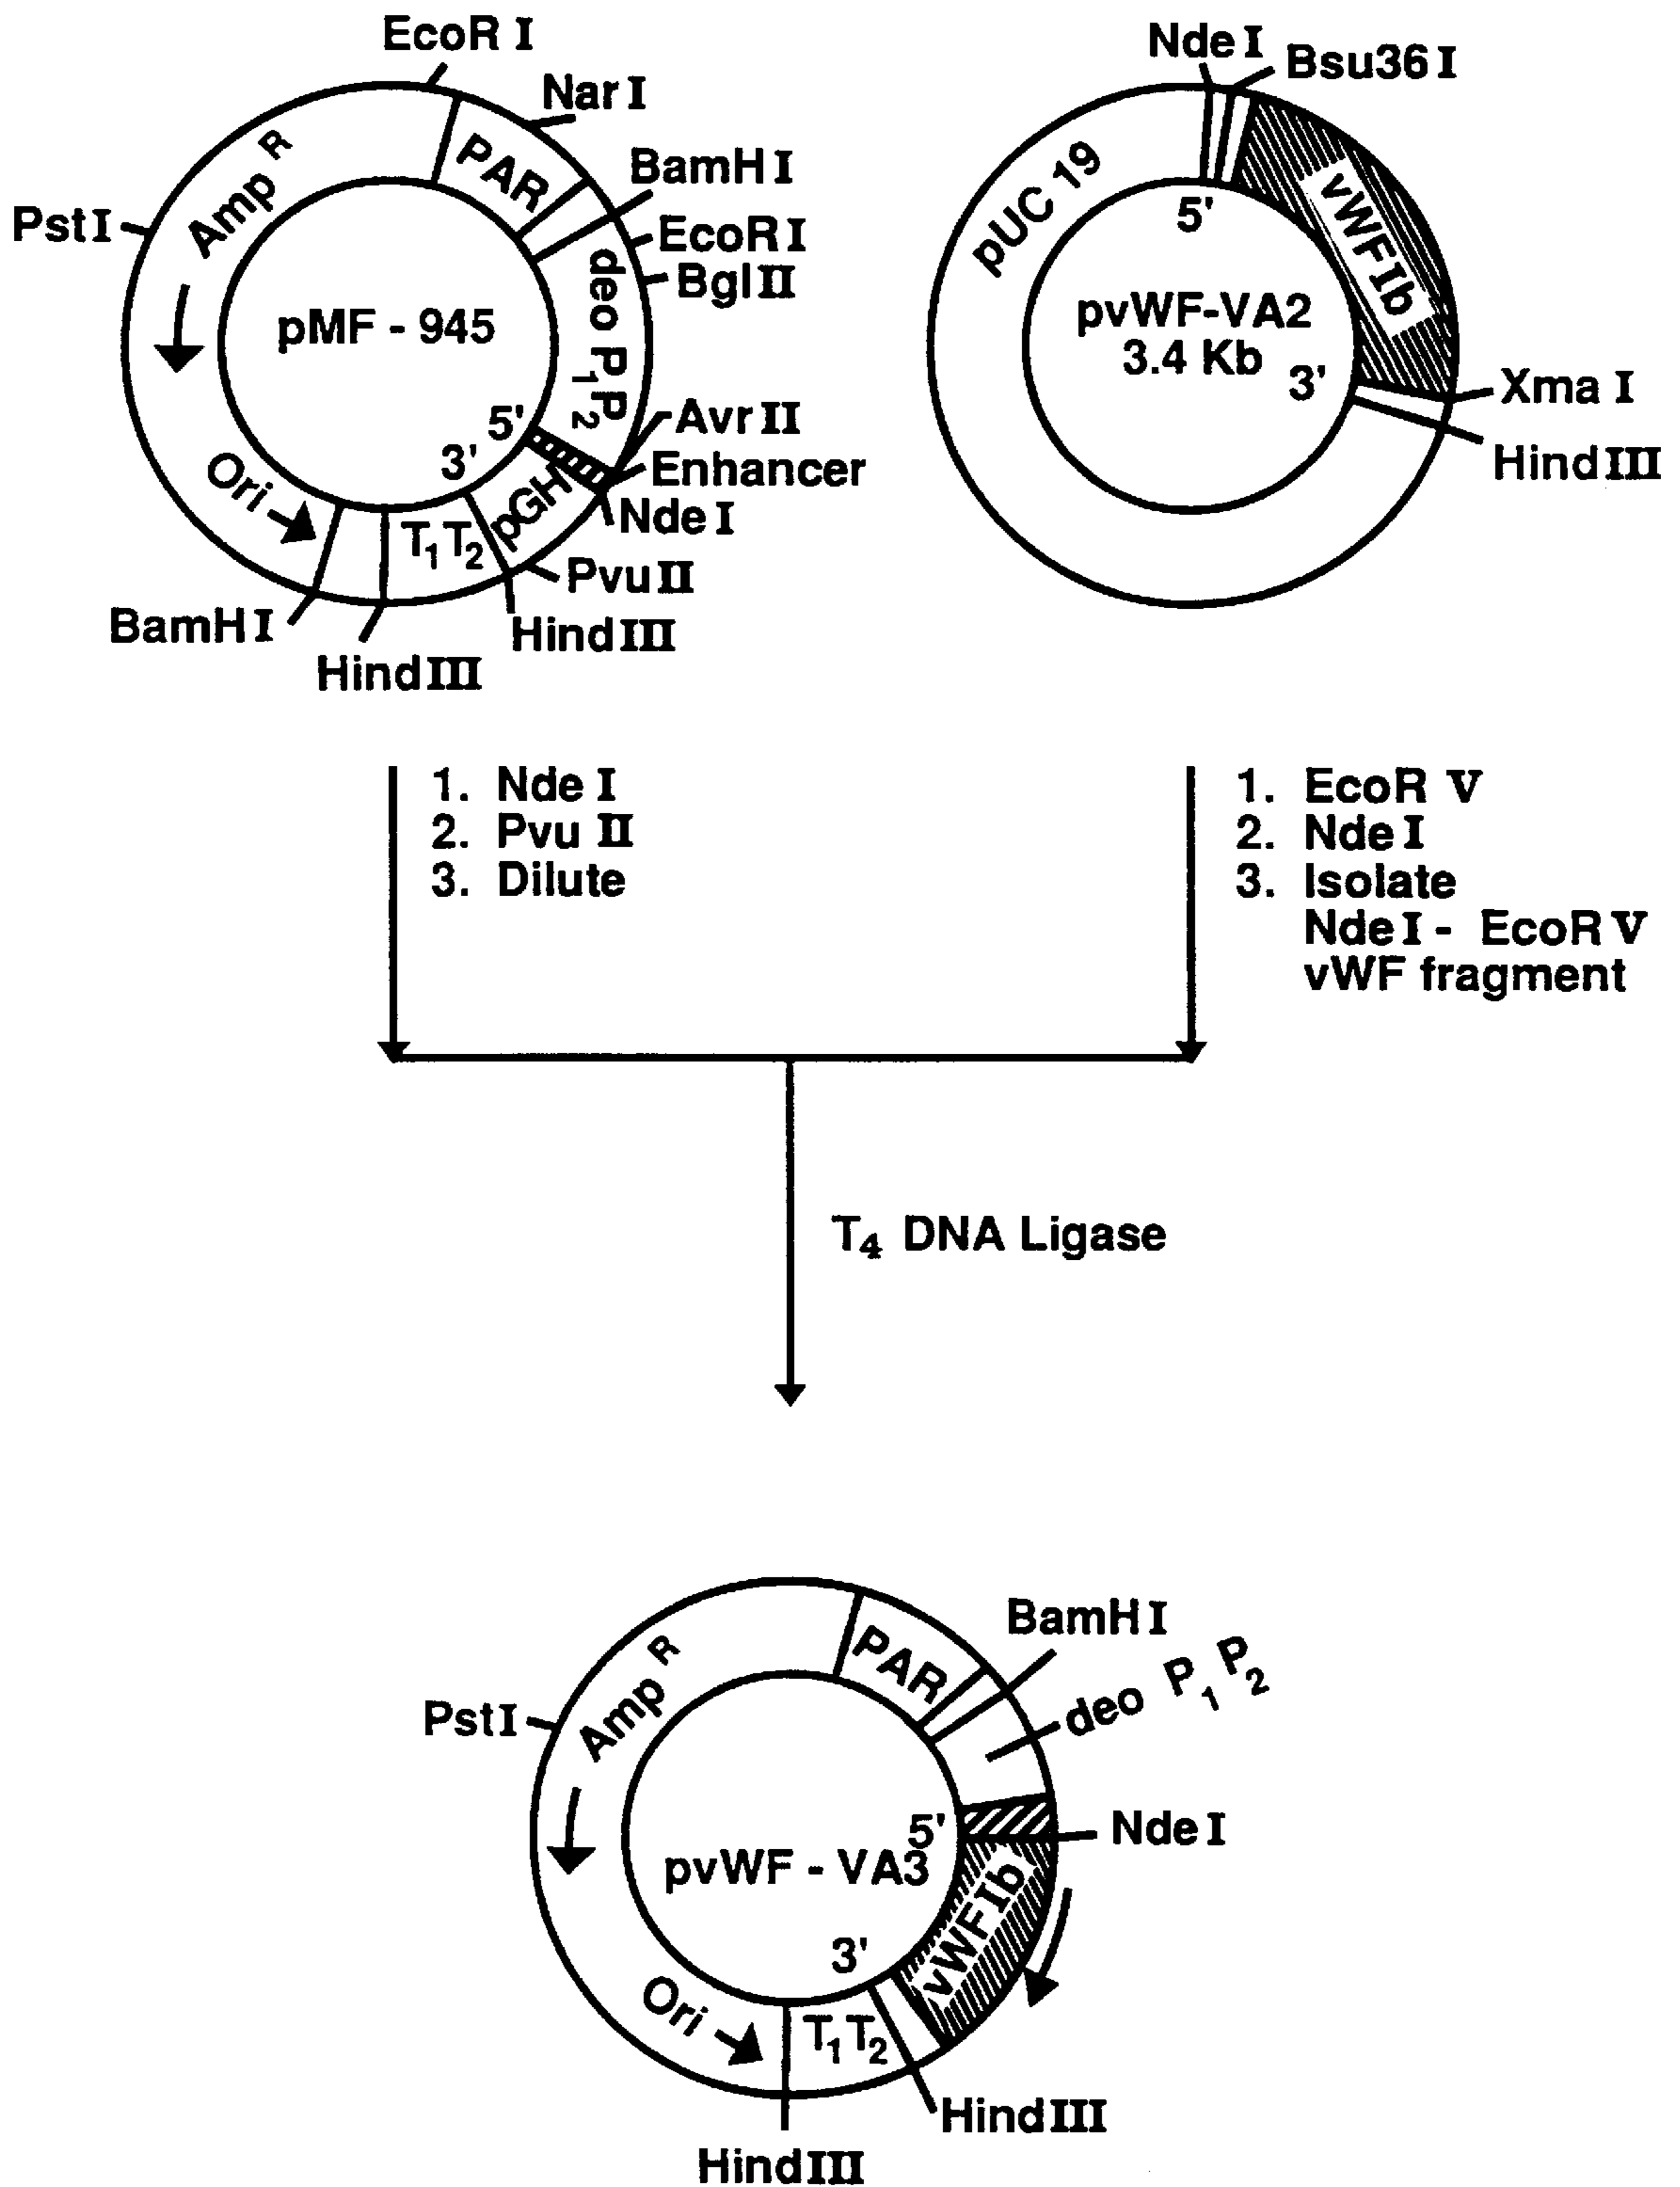 EcoR I
Nar I
BamH I
EcoR I
Bgl II
PAR
Amp R
Pst I
deo P1P2
pMF - 945
5'
3'
Avr II
Enhancer
Nde I
pGH
Pvu II
Hind III
T1T2
Ori
BamH I
Hind III
Nde I
Bsu36 I
pUC 19
vWFIb
5'
pvWF-VA2
3.4 Kb
3'
Xma I
Hind III
1. Nde I
2. Pvu II
3. Dilute
1. EcoR V
2. Nde I
3. Isolate
Nde I - EcoR V
vWF fragment
T4 DNA Ligase
BamH I
deo P1 P2
PAR
Amp R
Pst I
5'
Nde I
pvWF - VA3
vWFIb
3'
Ori
T1T2
Hind III
Hind III